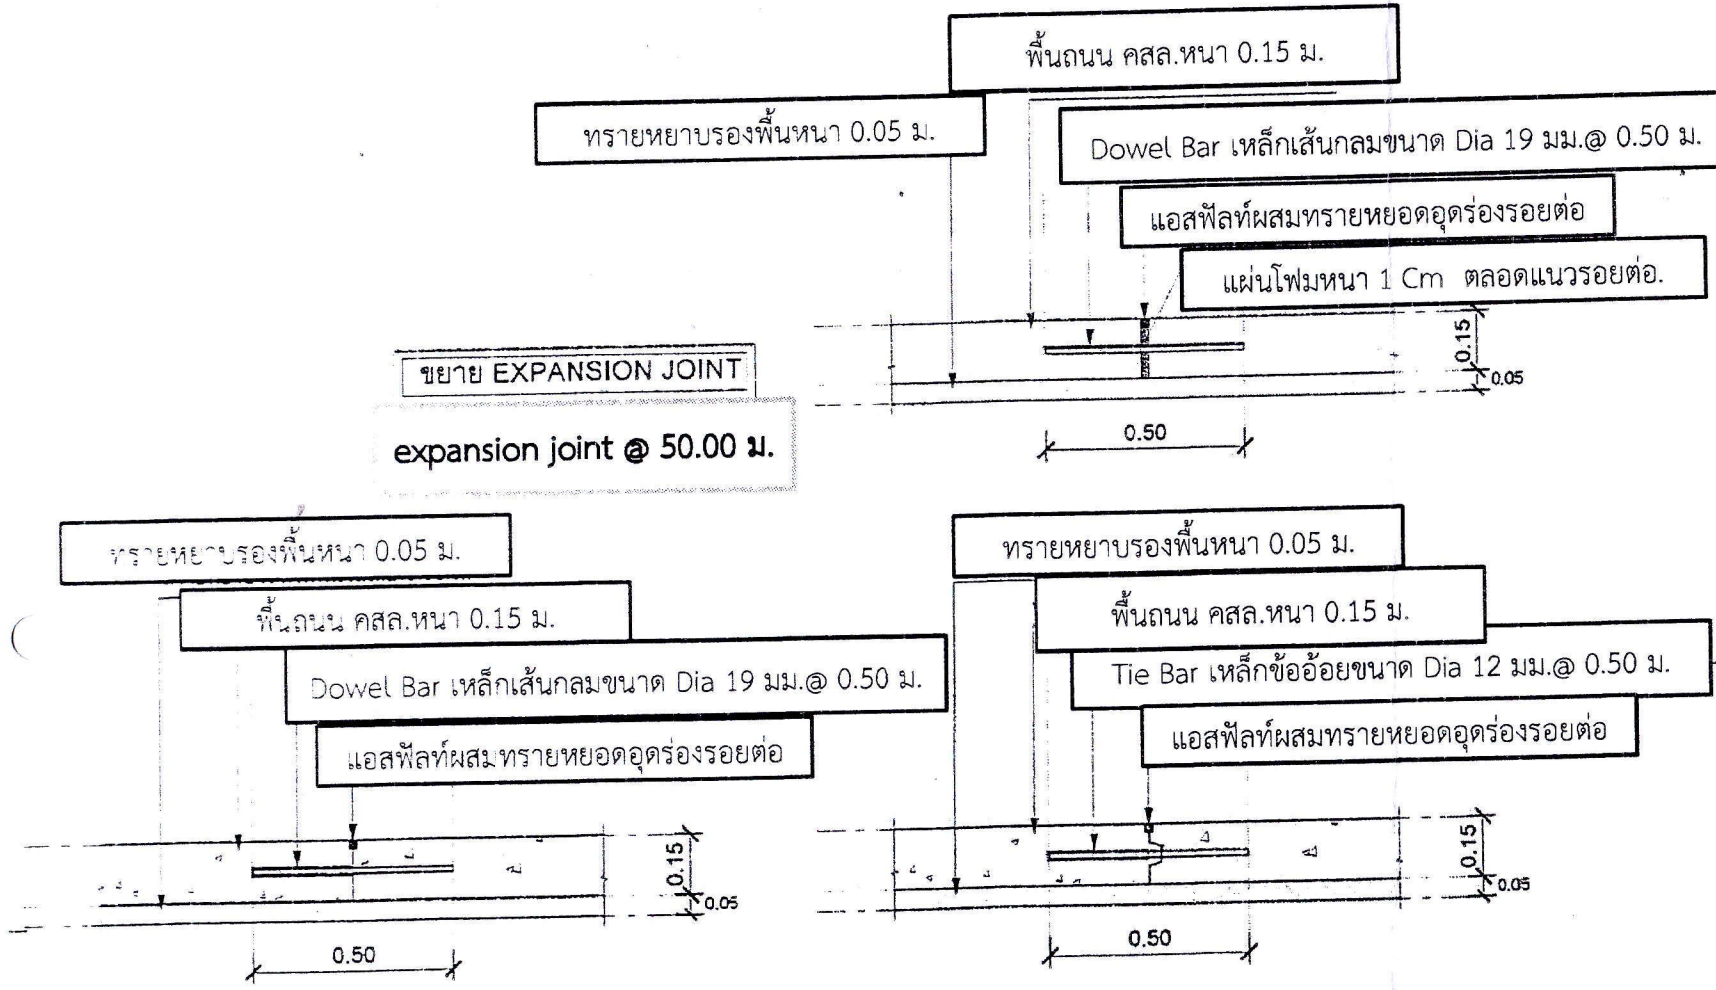 พื้นถนน คสล.หนา 0.15 ม.
ทรายหยาบรองพื้นหนา 0.05 ม.
Dowel Bar เหล็กเส้นกลมขนาด Dia 19 มม.@ 0.50 ม.
แอสฟัลท์ผสมทรายหยอดอุดร่องรอยต่อ
แผ่นโฟมหนา 1 Cm ตลอดแนวรอยต่อ.
0.15
0.05
0.50
ขยาย EXPANSION JOINT
expansion joint @ 50.00 ม.
ทรายหยาบรองพื้นหนา 0.05 ม.
พื้นถนน คสล.หนา 0.15 ม.
Dowel Bar เหล็กเส้นกลมขนาด Dia 19 มม.@ 0.50 ม.
แอสฟัลท์ผสมทรายหยอดอุดร่องรอยต่อ
0.15
0.05
0.50
ทรายหยาบรองพื้นหนา 0.05 ม.
พื้นถนน คสล.หนา 0.15 ม.
Tie Bar เหล็กข้ออ้อยขนาด Dia 12 มม.@ 0.50 ม.
แอสฟัลท์ผสมทรายหยอดอุดร่องรอยต่อ
0.15
0.05
0.50